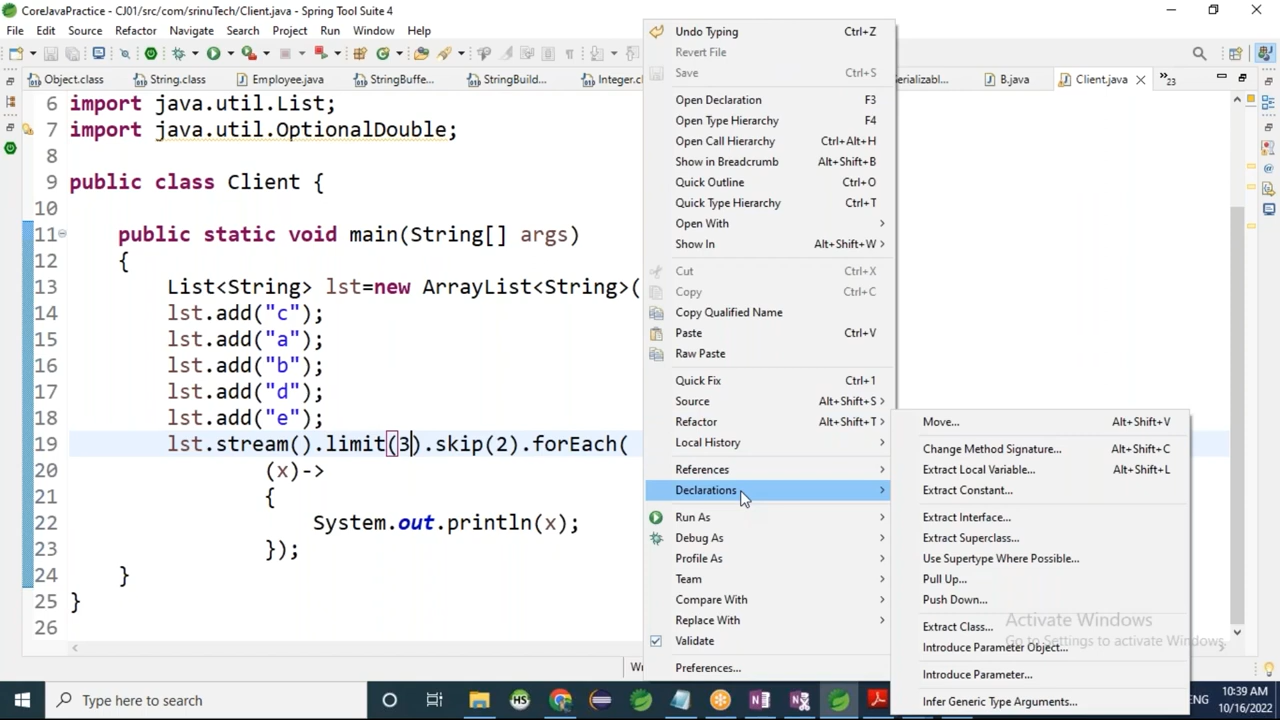 CoreJavaPractice - CJ01/src/com/srinuTech/Client.java - Spring Tool Suite 4
File Edit Source Refactor Navigate Search Project Run Window Help
Object.class String.class Employee.java StringBuffe... StringBuild... Integer.c erializabl... B.java Client.java 23
6 import java.util.List;
7 import java.util.OptionalDouble;
8
9 public class Client {
10
11 public static void main(String[] args)
12 {
13 List<String> lst=new ArrayList<String>(
14 lst.add("c");
15 lst.add("a");
16 lst.add("b");
17 lst.add("d");
18 lst.add("e");
19 lst.stream().limit(3).skip(2).forEach(
20 (x)->
21 {
22 System.out.println(x);
23 });
24 }
25 }
26
Undo Typing Ctrl+Z
Revert File
Save Ctrl+S
Open Declaration F3
Open Type Hierarchy F4
Open Call Hierarchy Ctrl+Alt+H
Show in Breadcrumb Alt+Shift+B
Quick Outline Ctrl+O
Quick Type Hierarchy Ctrl+T
Open With
Show In Alt+Shift+W
Cut Ctrl+X
Copy Ctrl+C
Copy Qualified Name
Paste Ctrl+V
Raw Paste
Quick Fix Ctrl+1
Source Alt+Shift+S
Refactor Alt+Shift+T
Local History
References
Declarations
Run As
Debug As
Profile As
Team
Compare With
Replace With
Validate
Preferences...
Move... Alt+Shift+V
Change Method Signature... Alt+Shift+C
Extract Local Variable... Alt+Shift+L
Extract Constant...
Extract Interface...
Extract Superclass...
Use Supertype Where Possible...
Pull Up...
Push Down...
Extract Class...
Introduce Parameter Object...
Introduce Parameter...
Infer Generic Type Arguments...
Activate Windows
Go to Settings to activate Windows.
Type here to search
ENG
10:39 AM
10/16/2022